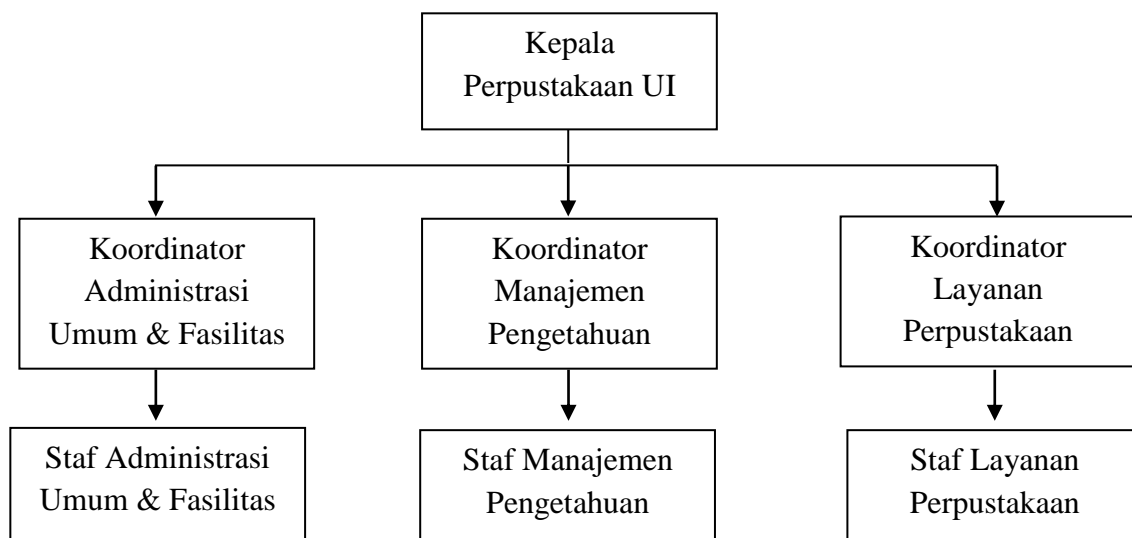 Kepala
Perpustakaan UI
Koordinator
Administrasi
Umum & Fasilitas
Koordinator
Manajemen
Pengetahuan
Koordinator
Layanan
Perpustakaan
Staf Administrasi
Umum & Fasilitas
Staf Manajemen
Pengetahuan
Staf Layanan
Perpustakaan